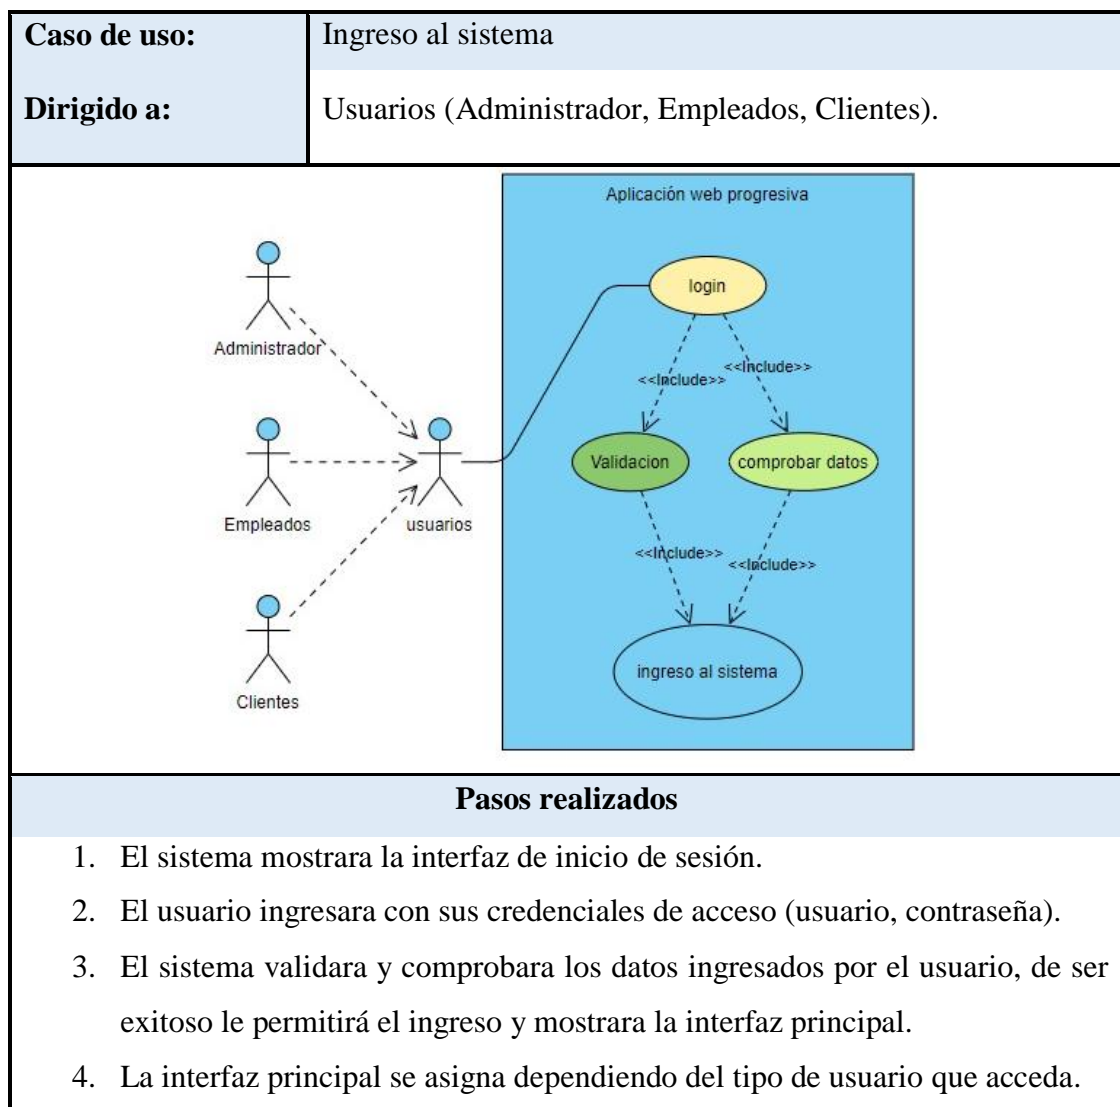 Caso de uso: Ingreso al sistema
Dirigido a: Usuarios (Administrador, Empleados, Clientes).
Aplicación web progresiva
login
Administrador
<<Include>> <<Include>>
Validacion comprobar datos
Empleados usuarios
<<Include>> <<Include>>
ingreso al sistema
Clientes
Pasos realizados
1. El sistema mostrara la interfaz de inicio de sesión.
2. El usuario ingresara con sus credenciales de acceso (usuario, contraseña).
3. El sistema validara y comprobara los datos ingresados por el usuario, de ser
exitoso le permitirá el ingreso y mostrara la interfaz principal.
4. La interfaz principal se asigna dependiendo del tipo de usuario que acceda.